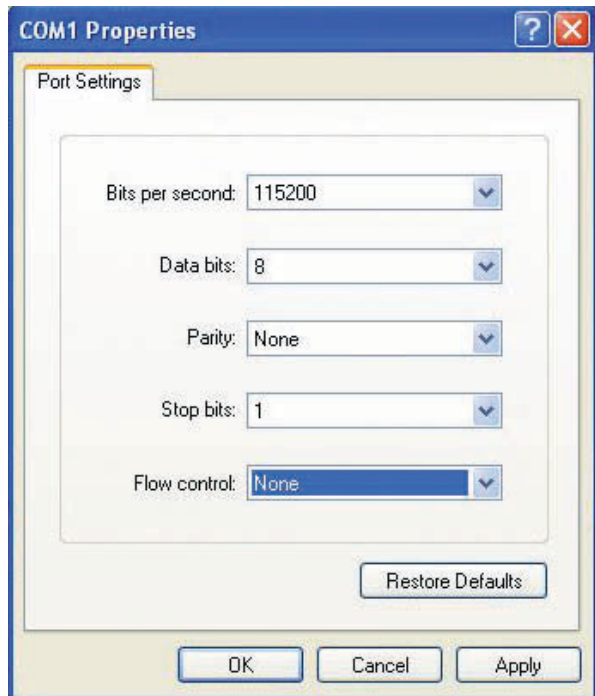 COM1 Properties
Port Settings
Bits per second: 115200
Data bits: 8
Parity: None
Stop bits: 1
Flow control: None
Restore Defaults
OK Cancel Apply